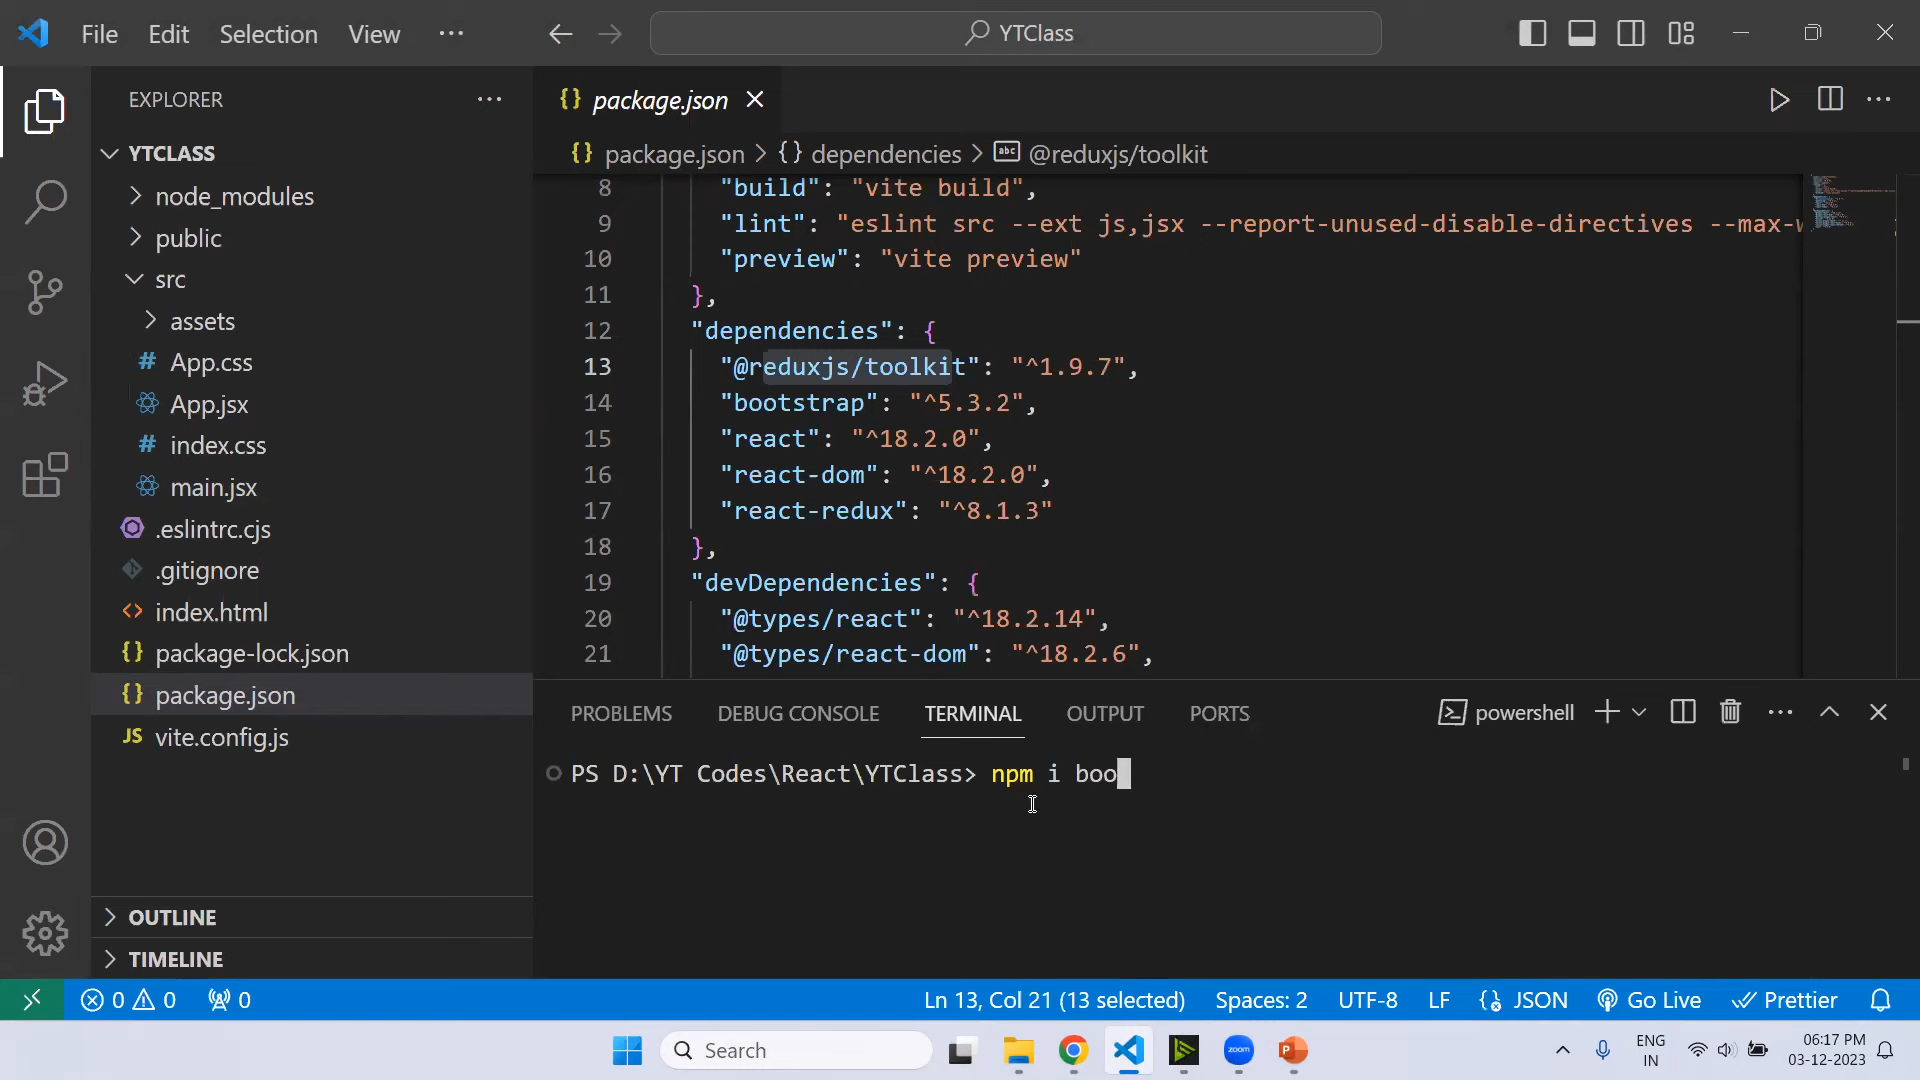 File Edit Selection View ···
YTClass
EXPLORER
YTCLASS
node_modules
public
src
assets
# App.css
App.jsx
# index.css
main.jsx
.eslintrc.cjs
.gitignore
<> index.html
{} package-lock.json
{} package.json
JS vite.config.js
OUTLINE
TIMELINE
{} package.json
{} package.json > {} dependencies > abc @reduxjs/toolkit
8 "build": "vite build",
9 "lint": "eslint src --ext js,jsx --report-unused-disable-directives --max-w
10 "preview": "vite preview"
11 },
12 "dependencies": {
13 "@reduxjs/toolkit": "^1.9.7",
14 "bootstrap": "^5.3.2",
15 "react": "^18.2.0",
16 "react-dom": "^18.2.0",
17 "react-redux": "^8.1.3"
18 },
19 "devDependencies": {
20 "@types/react": "^18.2.14",
21 "@types/react-dom": "^18.2.6",
PROBLEMS DEBUG CONSOLE TERMINAL OUTPUT PORTS powershell
PS D:\YT Codes\React\YTClass> npm i boo
0 0 0 Ln 13, Col 21 (13 selected) Spaces: 2 UTF-8 LF {} JSON Go Live Prettier
Search zoom P ENG 06:17 PM
IN 03-12-2023